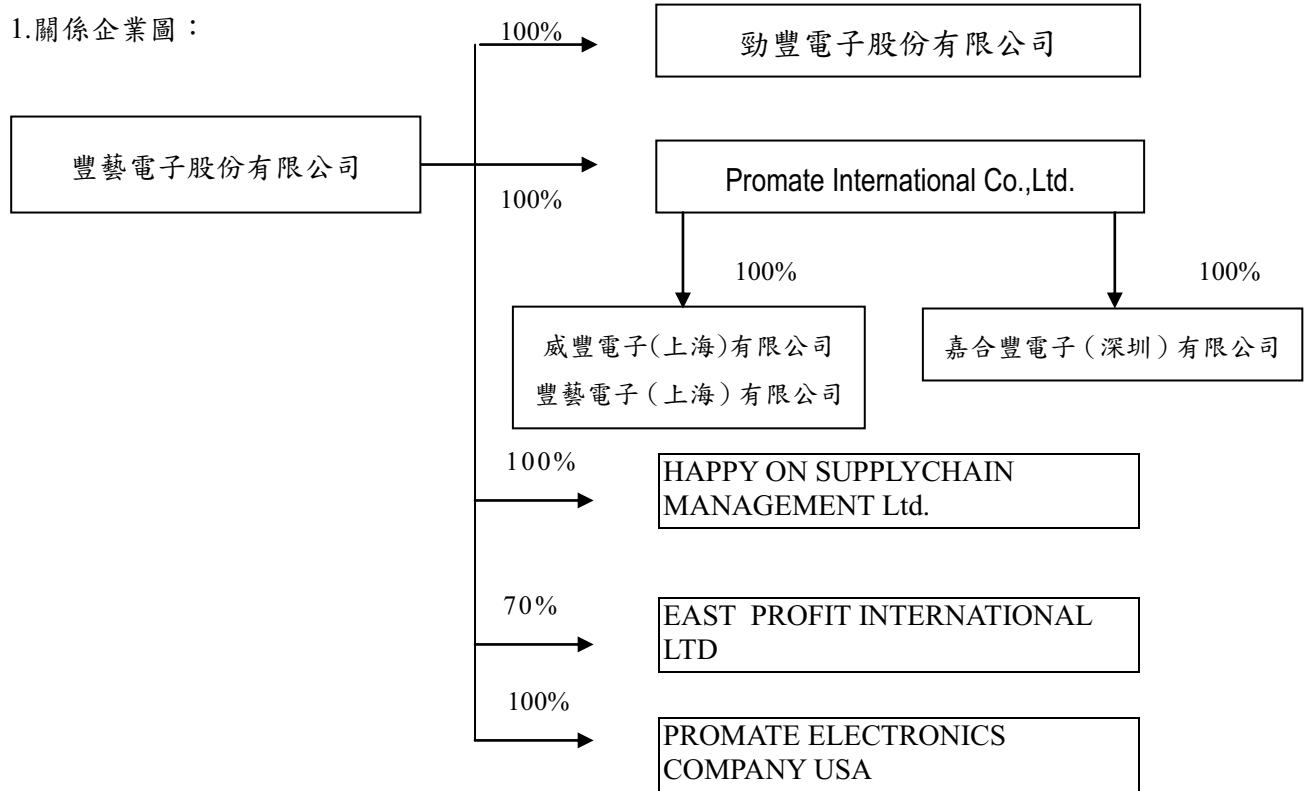 1.關係企業圖：
100%
勁豐電子股份有限公司
豐藝電子股份有限公司
100%
Promate International Co.,Ltd.
100%
100%
威豐電子(上海)有限公司
豐藝電子（上海）有限公司
嘉合豐電子（深圳）有限公司
100%
HAPPY ON SUPPLYCHAIN
MANAGEMENT Ltd.
70%
EAST PROFIT INTERNATIONAL
LTD
100%
PROMATE ELECTRONICS
COMPANY USA